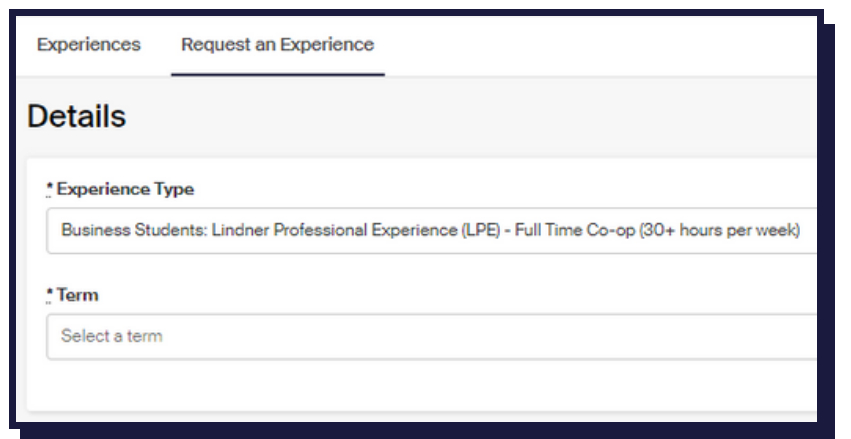 Experiences Request an Experience
Details
* Experience Type
Business Students: Lindner Professional Experience (LPE) - Full Time Co-op (30+ hours per week)
* Term
Select a term